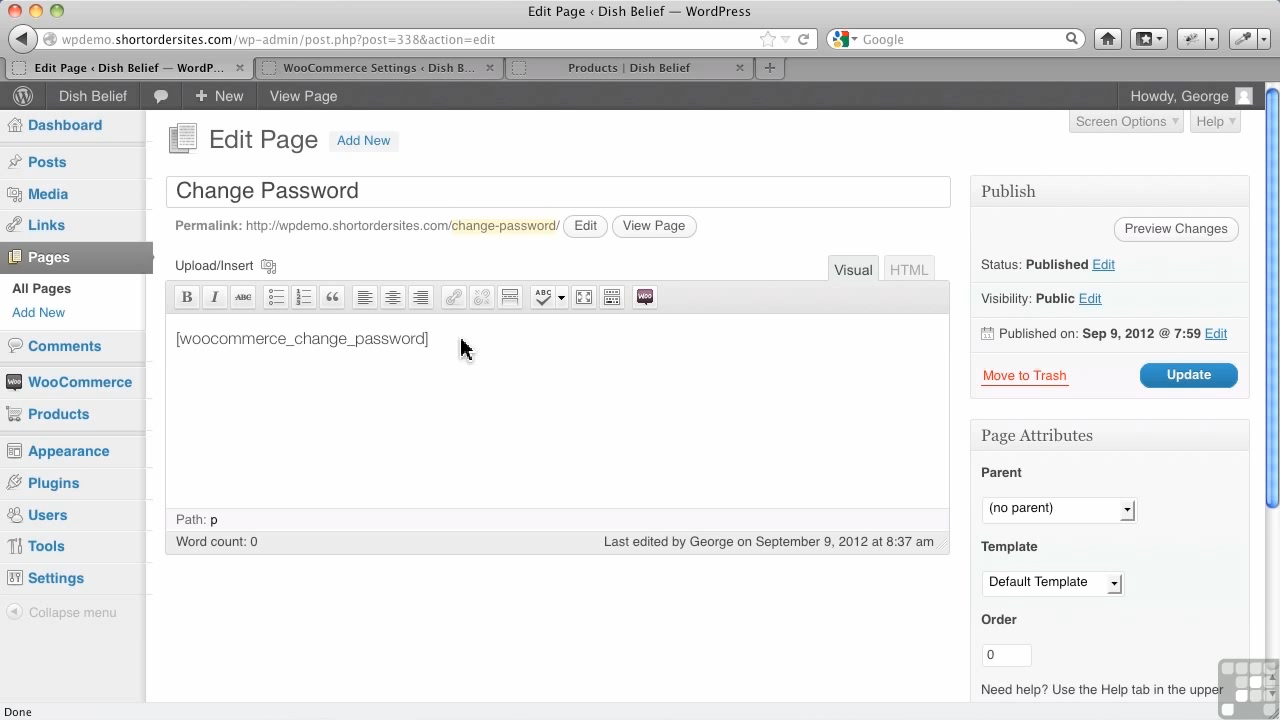 Edit Page ‹ Dish Belief — WordPress
wpdemo.shortordersites.com/wp-admin/post.php?post=338&action=edit
Google
Edit Page ‹ Dish Belief — WordP...
WooCommerce Settings ‹ Dish B...
Products | Dish Belief
Dish Belief
New
View Page
Howdy, George
Screen Options
Help
Dashboard
Posts
Media
Links
Pages
All Pages
Add New
Comments
WooCommerce
Products
Appearance
Plugins
Users
Tools
Settings
Collapse menu
Edit Page
Add New
Change Password
Permalink: http://wpdemo.shortordersites.com/change-password/
Edit
View Page
Upload/Insert
Visual
HTML
B
I
ABC
ABC
woo
[woocommerce_change_password]
Path: p
Word count: 0
Last edited by George on September 9, 2012 at 8:37 am
Publish
Preview Changes
Status: Published Edit
Visibility: Public Edit
Published on: Sep 9, 2012 @ 7:59 Edit
Move to Trash
Update
Page Attributes
Parent
(no parent)
Template
Default Template
Order
0
Need help? Use the Help tab in the upper
Done